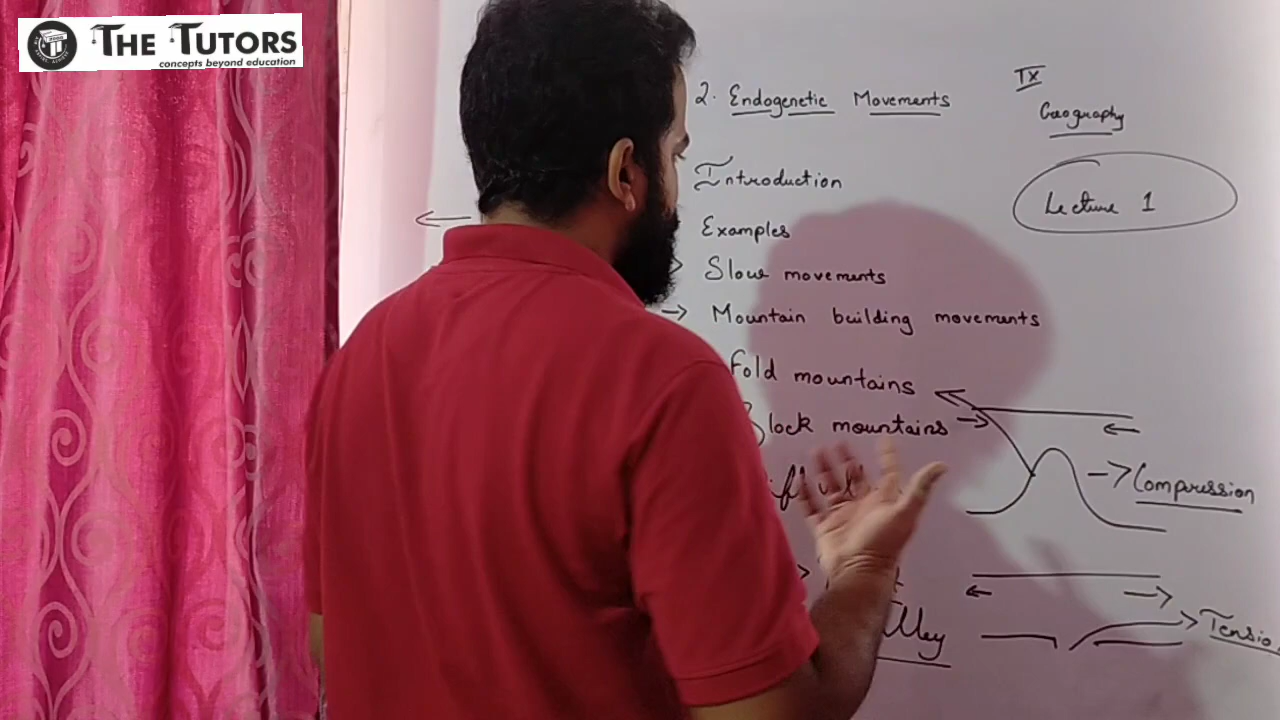 THE TUTORS
concepts beyond education
2. Endogenetic Movements
IX
Geography
Lecture 1
Introduction
Examples
Slow movements
→ Mountain building movements
Fold mountains
Block mountains
Compression
Tension